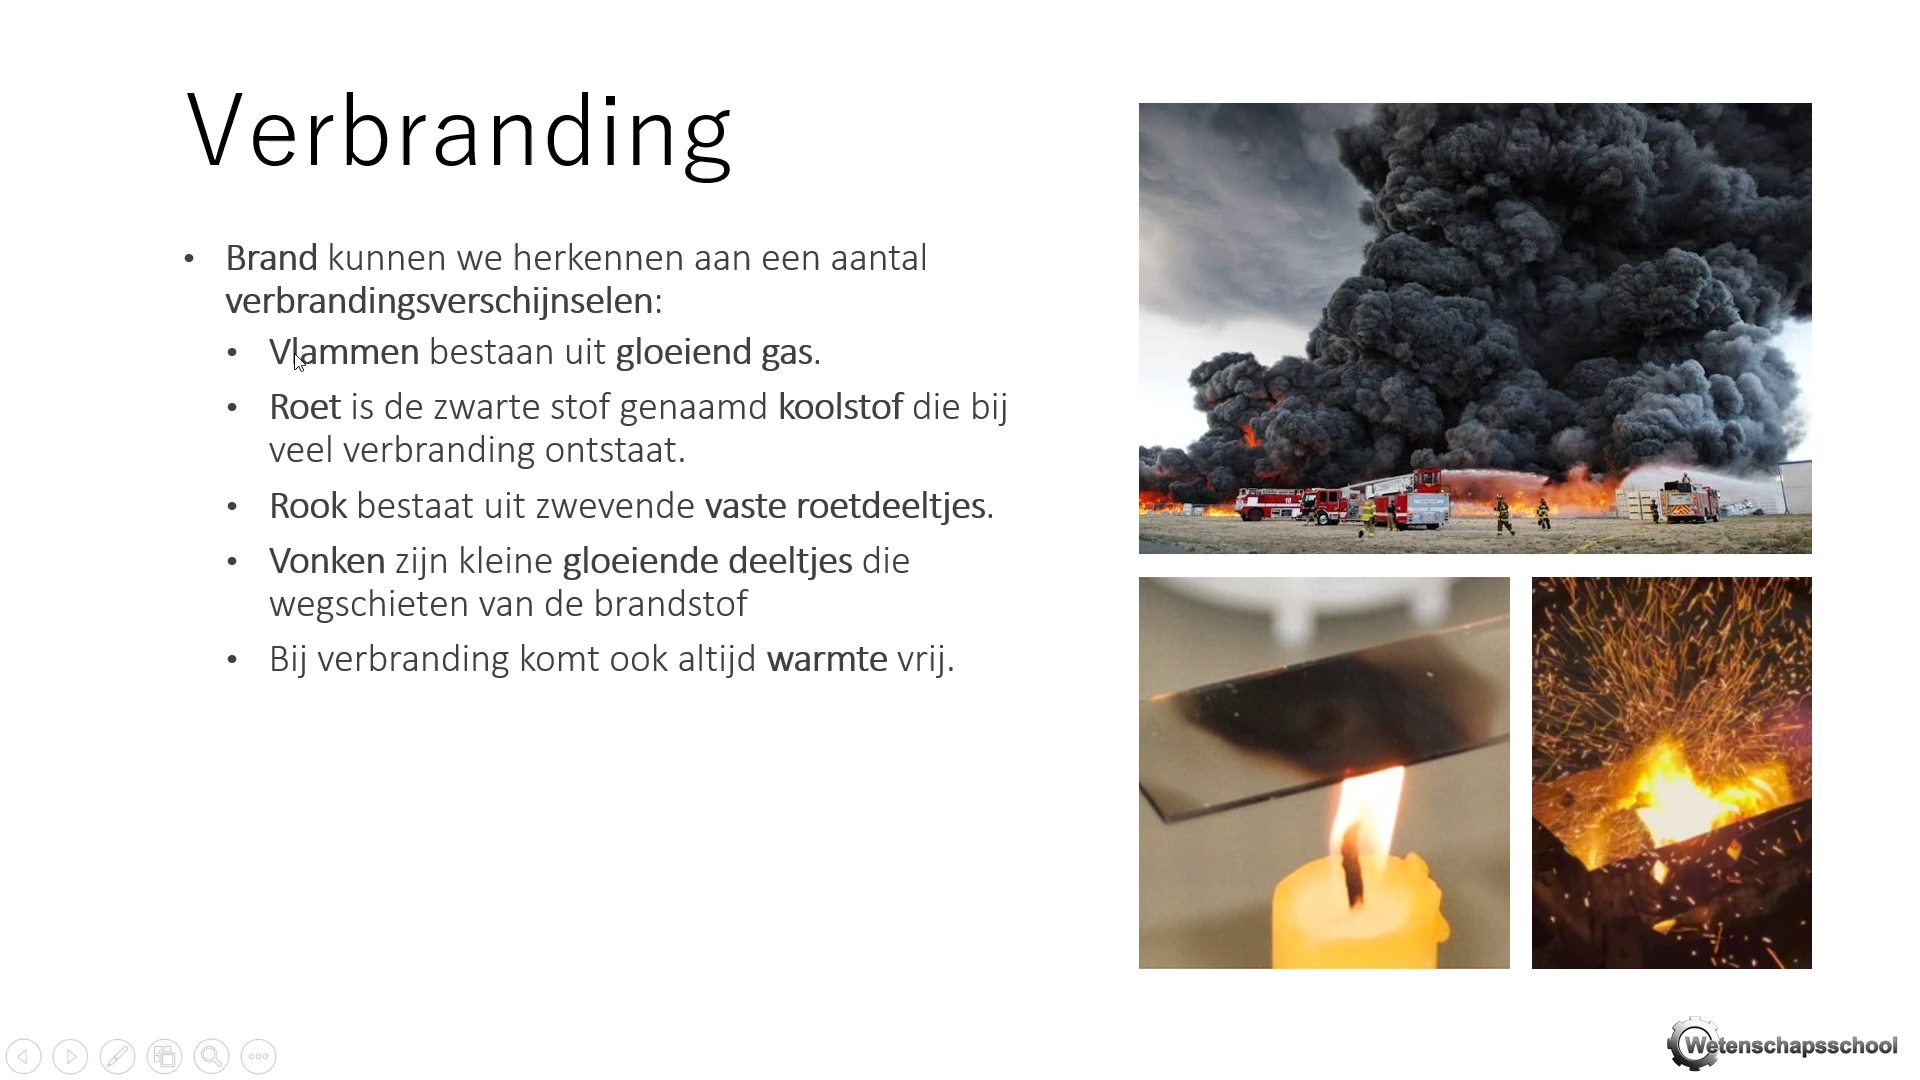 Verbranding
• Brand kunnen we herkennen aan een aantal
verbrandingsverschijnselen:
• Vlammen bestaan uit gloeiend gas.
• Roet is de zwarte stof genaamd koolstof die bij
veel verbranding ontstaat.
• Rook bestaat uit zwevende vaste roetdeeltjes.
• Vonken zijn kleine gloeiende deeltjes die
wegschieten van de brandstof
• Bij verbranding komt ook altijd warmte vrij.
Wetenschapsschool